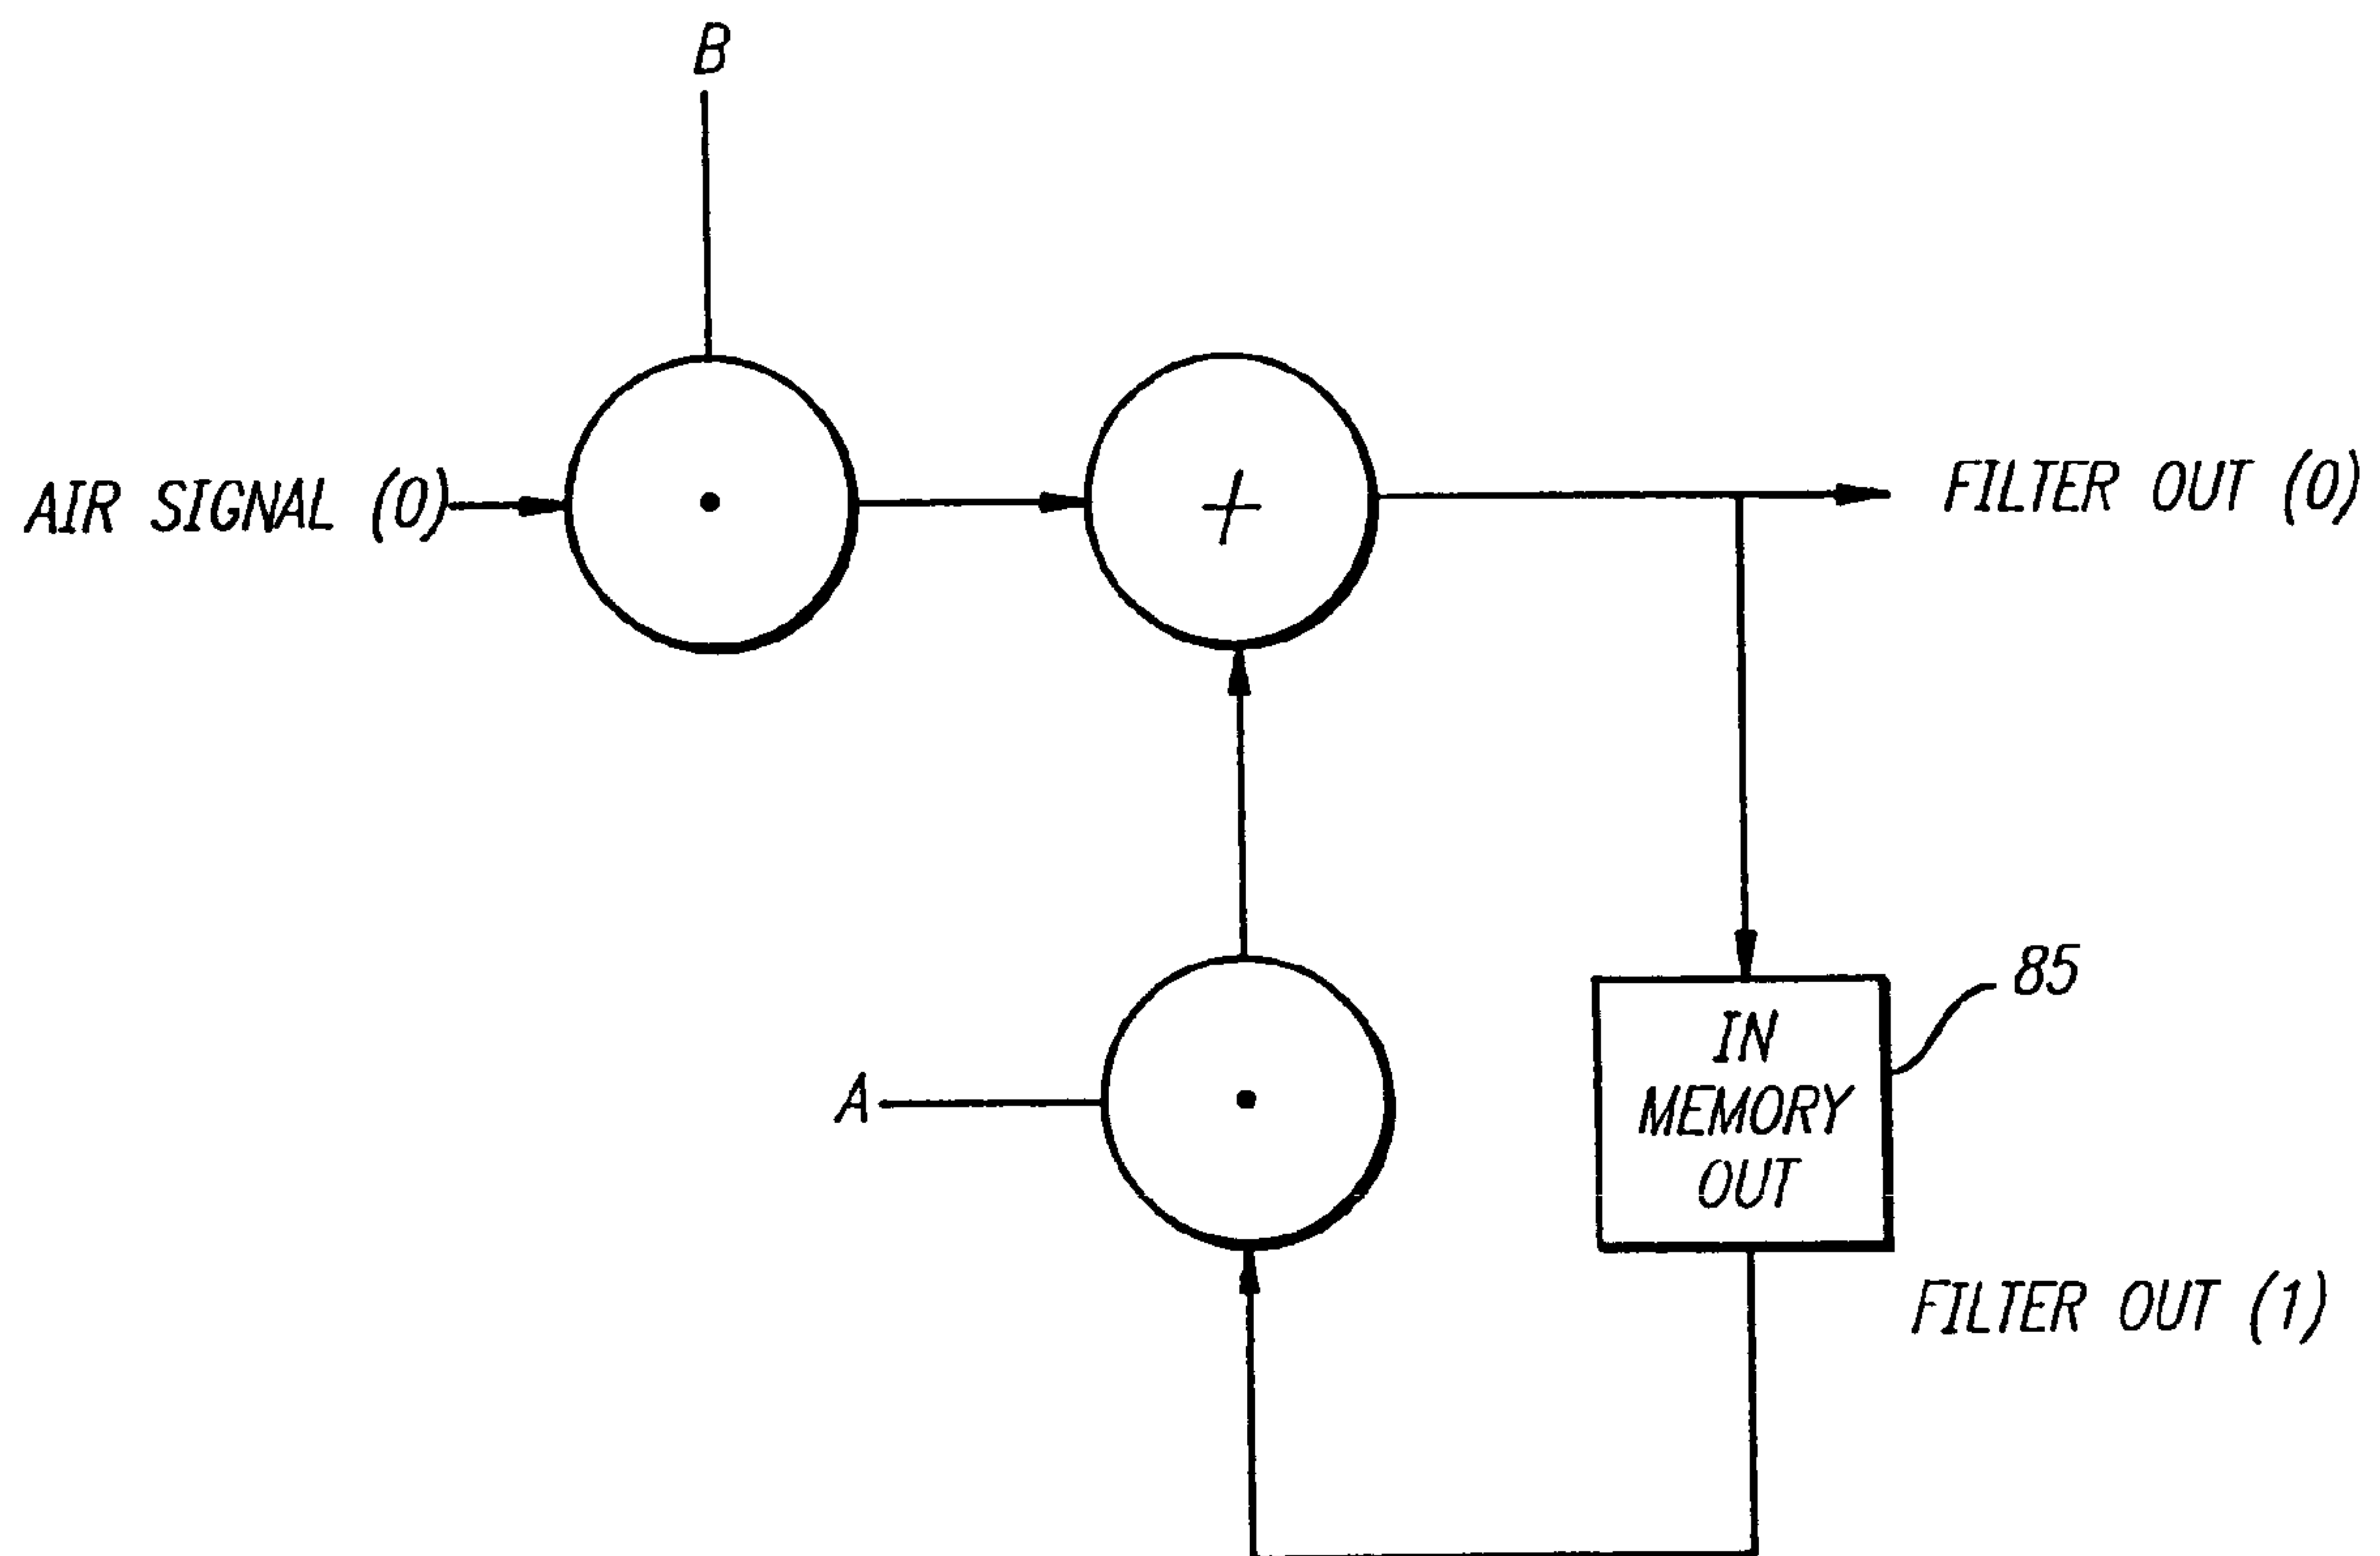 B
AIR SIGNAL (0)
+
FILTER OUT (0)
85
IN
MEMORY
OUT
A
FILTER OUT (1)